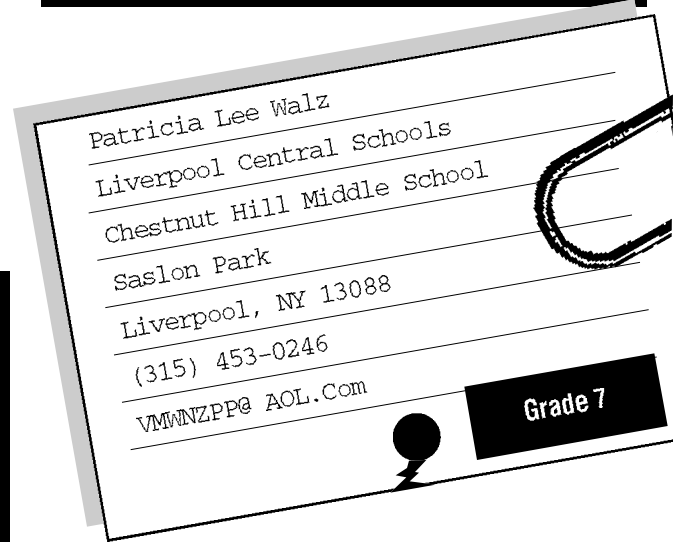 Patricia Lee Walz
Liverpool Central Schools
Chestnut Hill Middle School
Saslon Park
Liverpool, NY 13088
(315) 453-0246
VMWNZPP@ AOL.Com
Grade 7